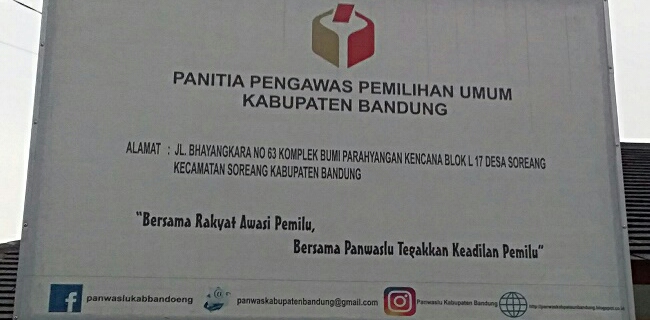 PANITIA PENGAWAS PEMILIHAN UMUM
KABUPATEN BANDUNG
ALAMAT : JL. BHAYANGKARA NO 63 KOMPLEK BUMI PARAHYANGAN KENCANA BLOK L 17 DESA SOREANG
KECAMATAN SOREANG KABUPATEN BANDUNG
"Bersama Rakyat Awasi Pemilu,
Bersama Panwaslu Tegakkan Keadilan Pemilu"
panwaslukabbandoeng panwaskabupatenbandung@gmail.com Panwaslu Kabupaten Bandung